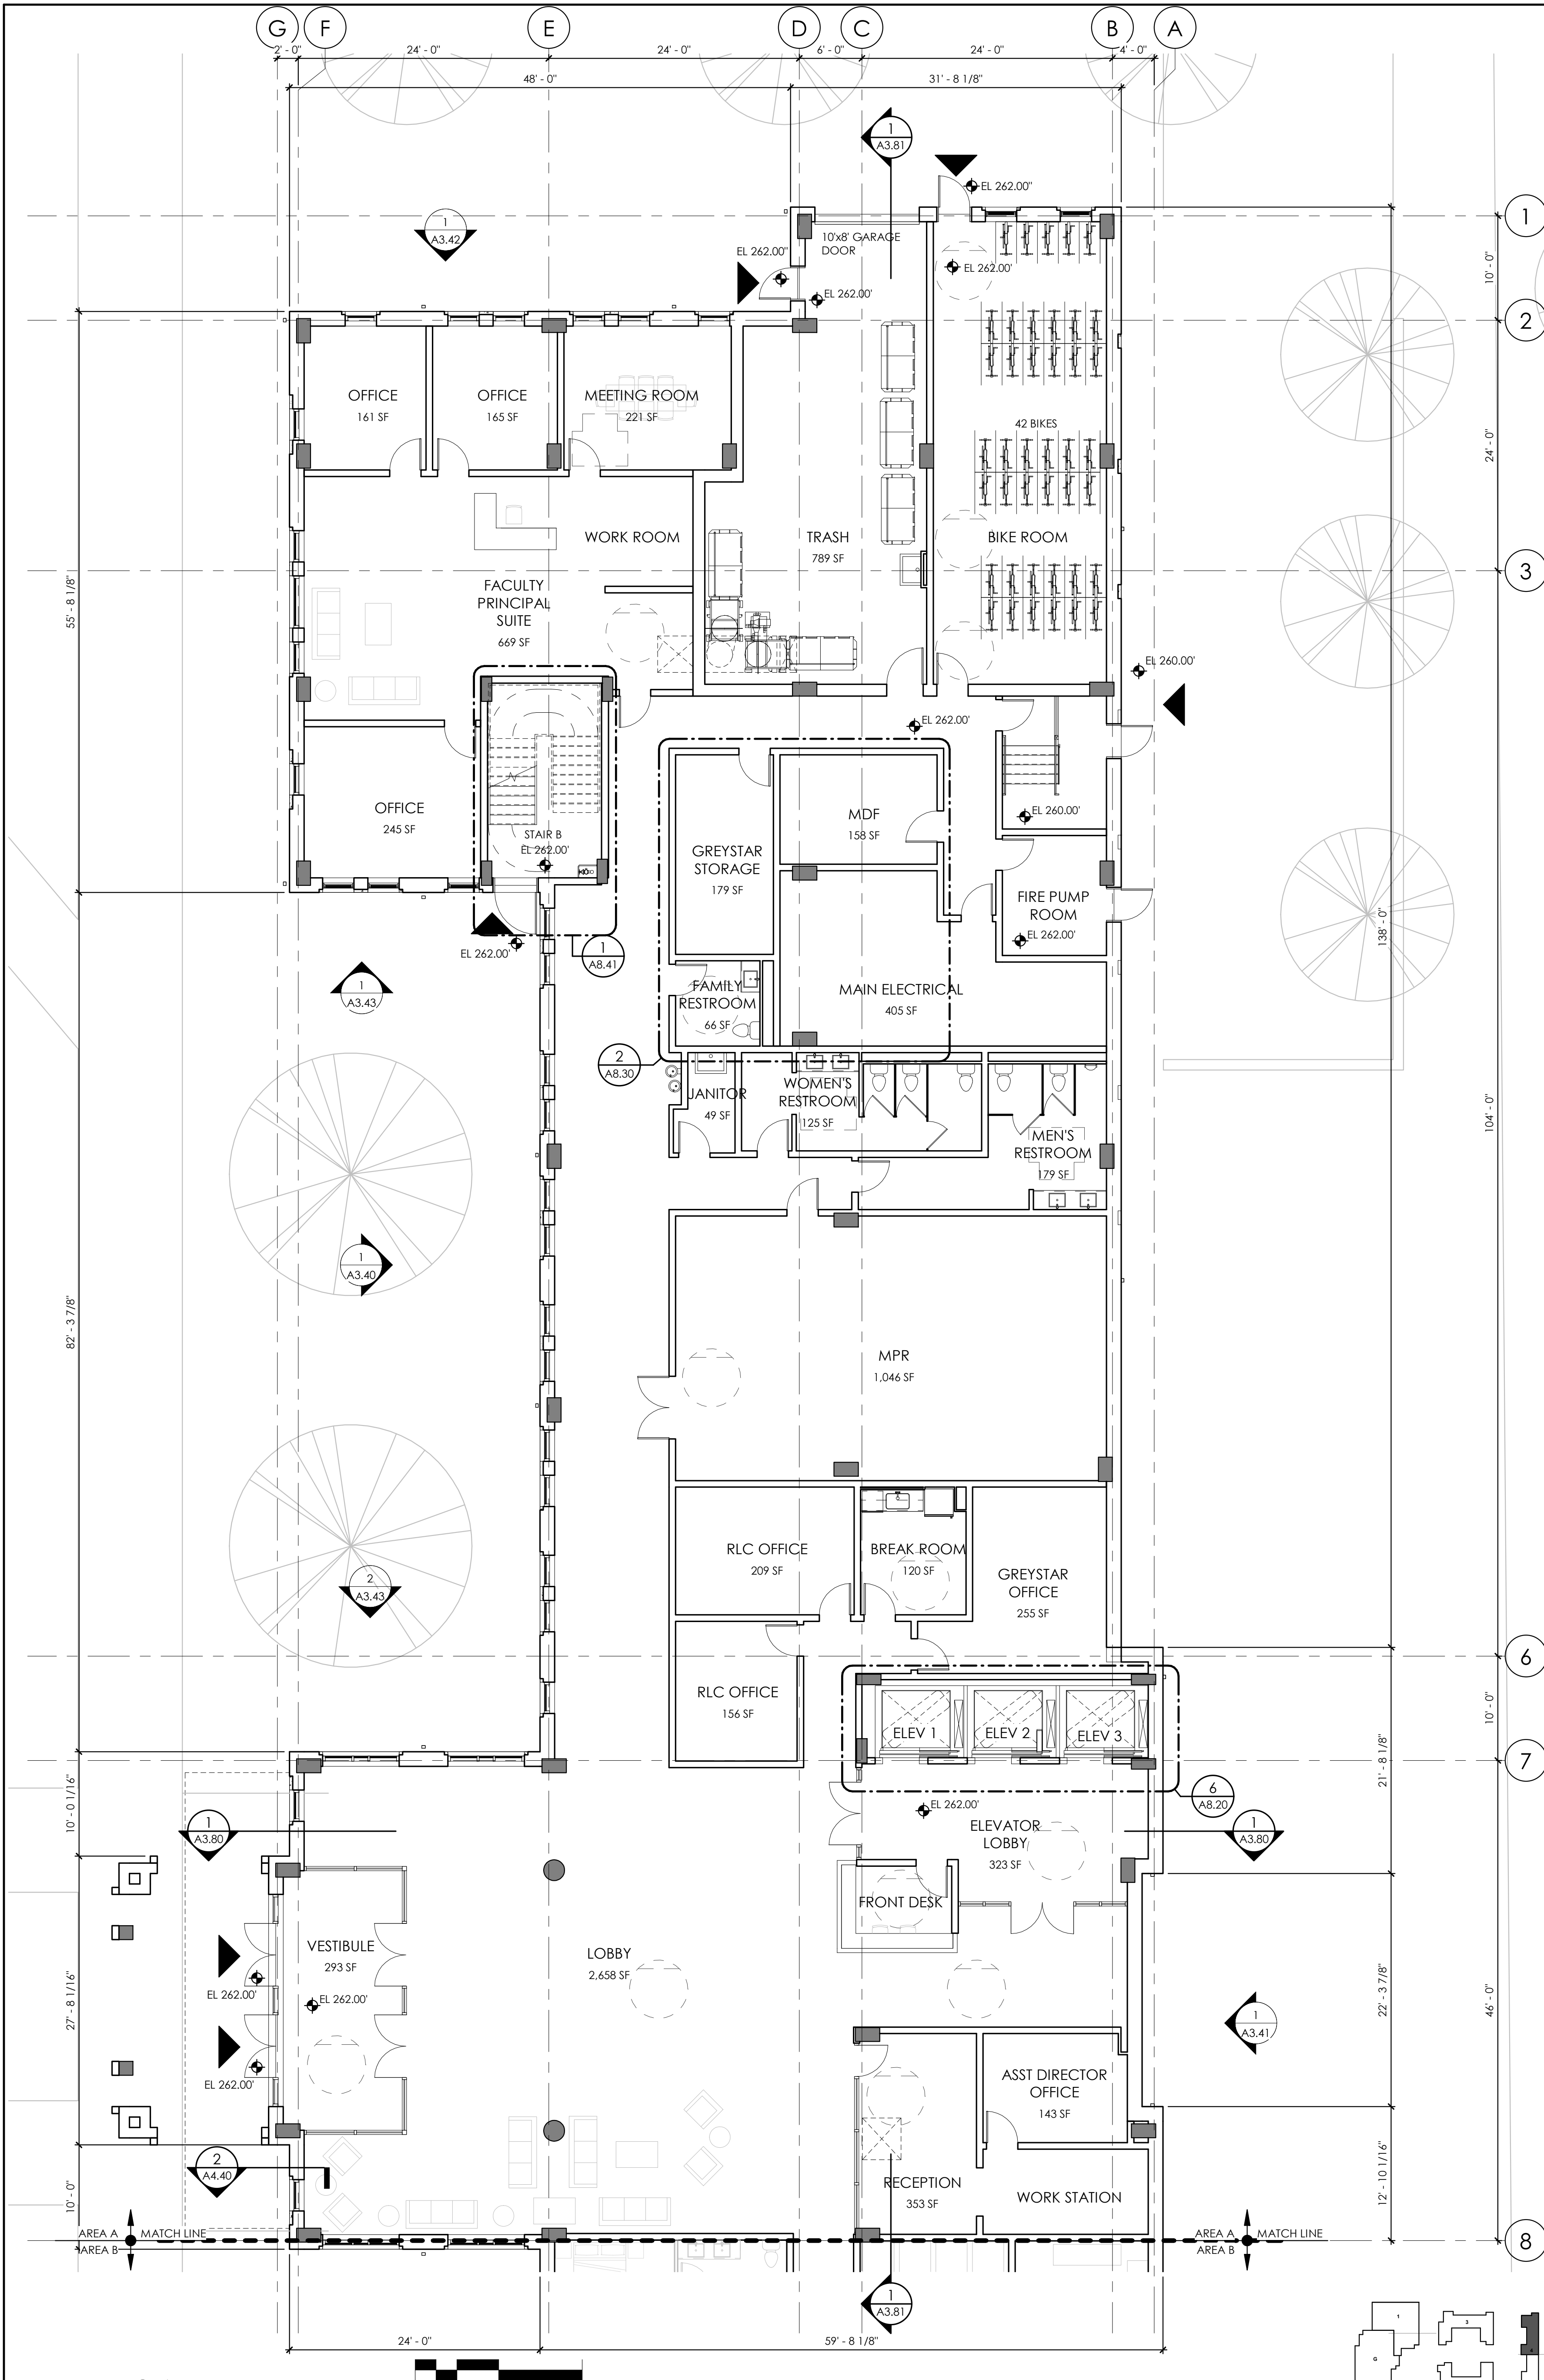 G
F
E
D
C
B
A
2' - 0"
24' - 0"
24' - 0"
6' - 0"
24' - 0"
4' - 0"
48' - 0"
31' - 8 1/8"
1
A3.81
EL 262.00"
1
1
A3.42
10'x8' GARAGE
DOOR
EL 262.00"
EL 262.00'
EL 262.00'
10' - 0"
2
OFFICE
161 SF
OFFICE
165 SF
MEETING ROOM
221 SF
42 BIKES
24' - 0"
WORK ROOM
TRASH
789 SF
BIKE ROOM
3
FACULTY
PRINCIPAL
SUITE
669 SF
55' - 8 1/8"
EL 260.00'
EL 262.00'
OFFICE
245 SF
STAIR B
EL 262.00'
MDF
158 SF
EL 260.00'
GREYSTAR
STORAGE
179 SF
FIRE PUMP
ROOM
EL 262.00'
138' - 0"
EL 262.00'
1
A8.41
1
A3.43
FAMILY
RESTROOM
66 SF
MAIN ELECTRICAL
405 SF
2
A8.30
JANITOR
49 SF
WOMEN'S
RESTROOM
125 SF
MEN'S
RESTROOM
179 SF
104' - 0"
1
A3.40
82' - 3 7/8"
MPR
1,046 SF
RLC OFFICE
209 SF
BREAK ROOM
120 SF
GREYSTAR
OFFICE
255 SF
2
A3.43
6
RLC OFFICE
156 SF
ELEV 1
ELEV 2
ELEV 3
10' - 0"
7
21' - 8 1/8"
6
A8.20
10' - 0 1/16"
1
A3.80
EL 262.00'
ELEVATOR
LOBBY
323 SF
1
A3.80
FRONT DESK
VESTIBULE
293 SF
LOBBY
2,658 SF
EL 262.00'
EL 262.00'
27' - 8 1/16"
22' - 3 7/8"
46' - 0"
1
A3.41
EL 262.00'
ASST DIRECTOR
OFFICE
143 SF
2
A4.40
RECEPTION
353 SF
WORK STATION
10' - 0"
12' - 10 1/16"
AREA A
MATCH LINE
AREA B
AREA A
MATCH LINE
AREA B
8
1
A3.81
24' - 0"
59' - 8 1/8"
1
3
G